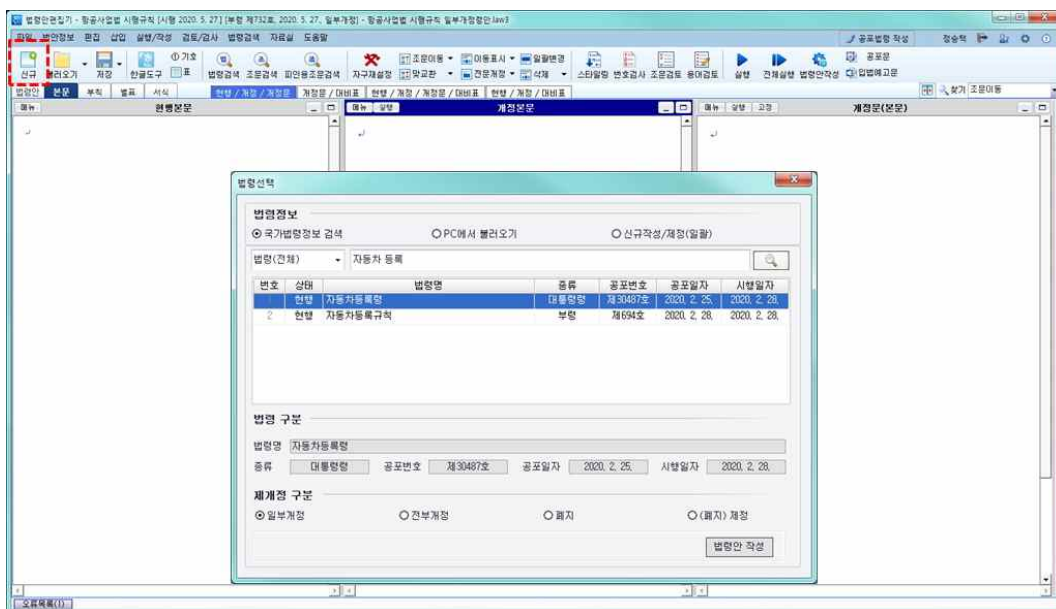 법령안편집기 - 항공사업법 시행규칙 [시행 2020. 5. 27.] [부령 제732호, 2020. 5. 27., 일부개정] - 항공사업법 시행규칙 일부개정령안.law3
파일 법안정보 편집 삽입 실행/작성 검토/검사 법령검색 자료실 도움말
공포법령 작성 정승택
①기호 조문이동 이동표시 일괄변경 공포문
신규 불러오기 저장 한글도구 표 법령검색 조문검색 피인용조문검색 자구재설정 맞교환 전문개정 삭제 스타일링 번호검사 조문검토 용어검토 실행 전체실행 법령안작성 입법예고문
법령안 본문 부칙 별표 서식 현행 / 개정 / 개정문 개정문 / 대비표 현행 / 개정 / 개정문 / 대비표 현행 / 개정 / 대비표 찾기 조문이동
메뉴 현행본문 메뉴 실행 개정본문 메뉴 실행 고정 개정문(본문)
법령선택
법령정보
국가법령정보 검색 PC에서 불러오기 신규작성/제정(일괄)
법령(전체) 자동차 등록
번호 상태 법령명 종류 공포번호 공포일자 시행일자
1 현행 자동차등록령 대통령령 제30487호 2020. 2. 25. 2020. 2. 28.
2 현행 자동차등록규칙 부령 제694호 2020. 2. 28. 2020. 2. 28.
법령 구분
법령명 자동차등록령
종류 대통령령 공포번호 제30487호 공포일자 2020. 2. 25. 시행일자 2020. 2. 28.
제개정 구분
일부개정 전부개정 폐지 (폐지) 제정
법령안 작성
오류목록(1)